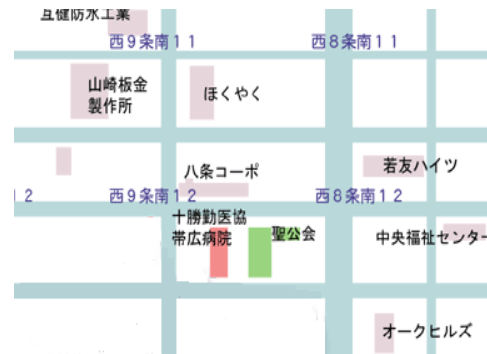 互健防水工業
西9条南11
西8条南11
山崎板金
製作所
ほくやく
八条コーポ
若友ハイツ
12
西9条南12
西8条南12
十勝勤医協
帯広病院
聖公会
中央福祉センター
オークヒルズ